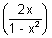 (2x / (1 - x²))